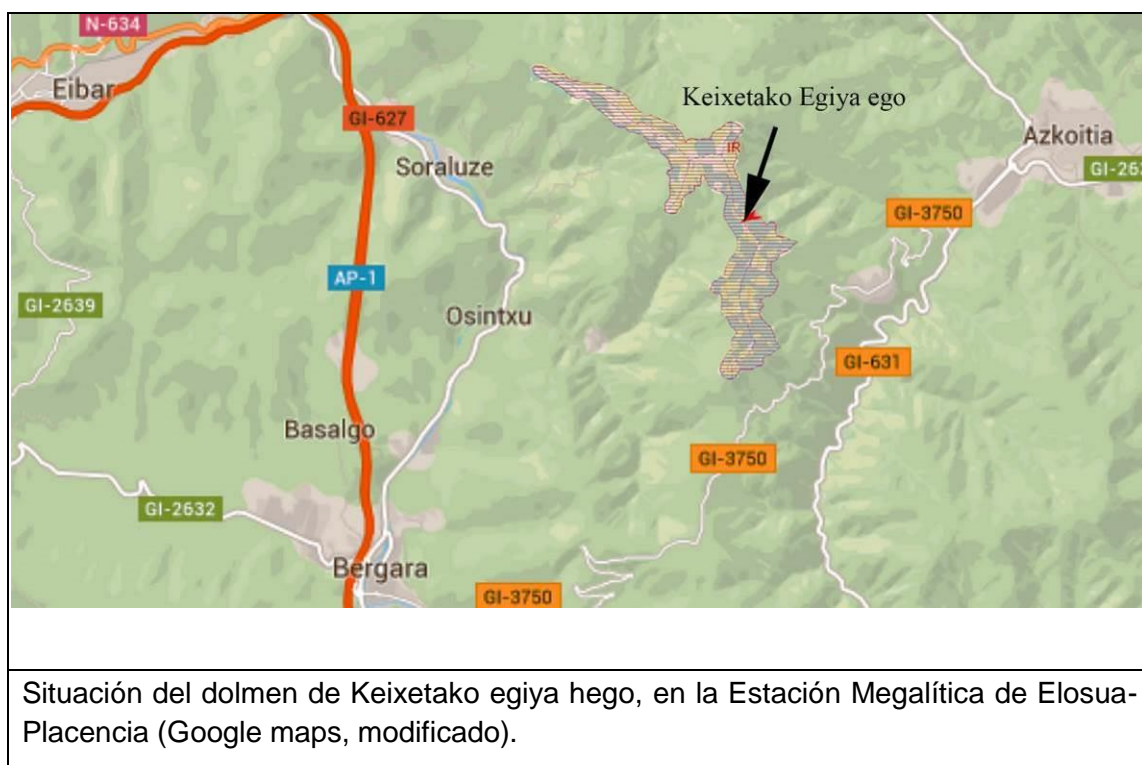 N-634
Eibar
GI-627
Soraluze
Keixetako Egiya ego
IR
Azkoitia
GI-263
GI-3750
AP-1
GI-2639
Osintxu
GI-631
Basalgo
GI-3750
GI-2632
Bergara
GI-3750
Situación del dolmen de Keixetako egiya hego, en la Estación Megalítica de Elosua-
Placencia (Google maps, modificado).